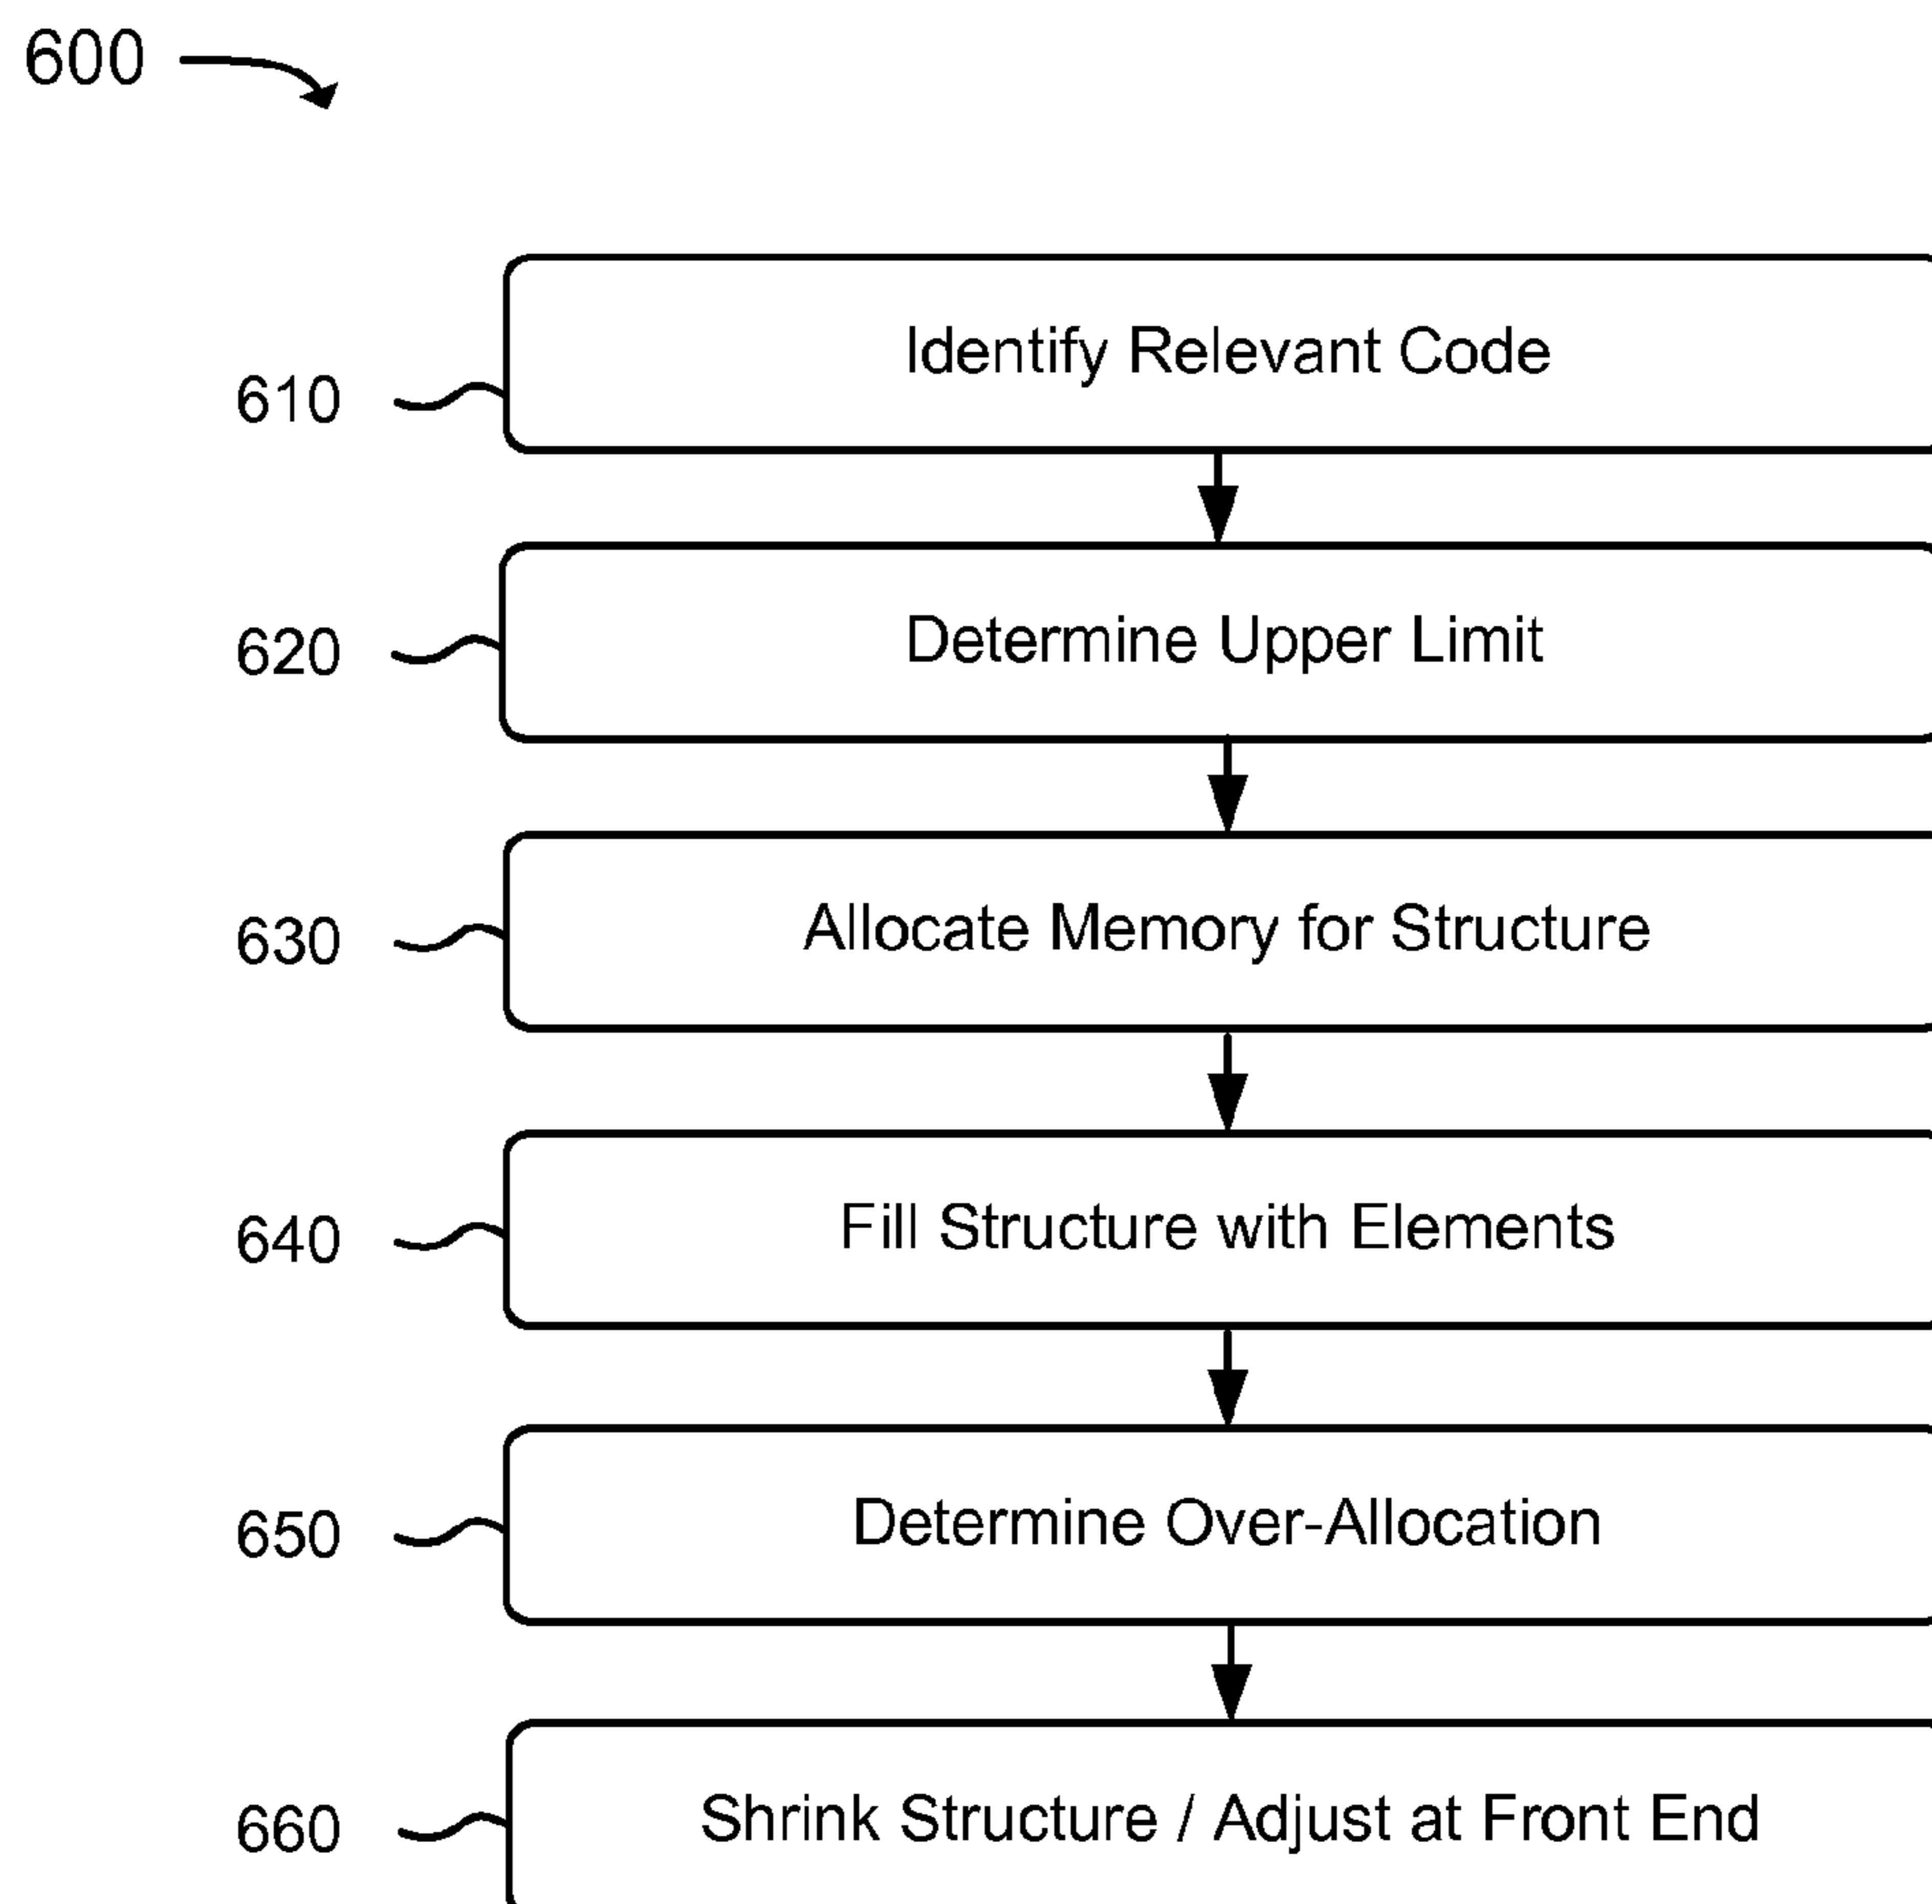 600
610
Identify Relevant Code
620
Determine Upper Limit
630
Allocate Memory for Structure
640
Fill Structure with Elements
650
Determine Over-Allocation
660
Shrink Structure / Adjust at Front End